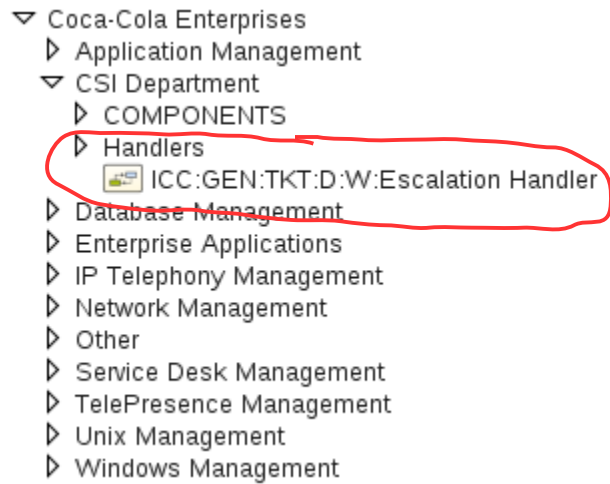 Coca-Cola Enterprises
Application Management
CSI Department
COMPONENTS
Handlers
ICC:GEN:TKT:D:W:Escalation Handler
Database Management
Enterprise Applications
IP Telephony Management
Network Management
Other
Service Desk Management
TelePresence Management
Unix Management
Windows Management